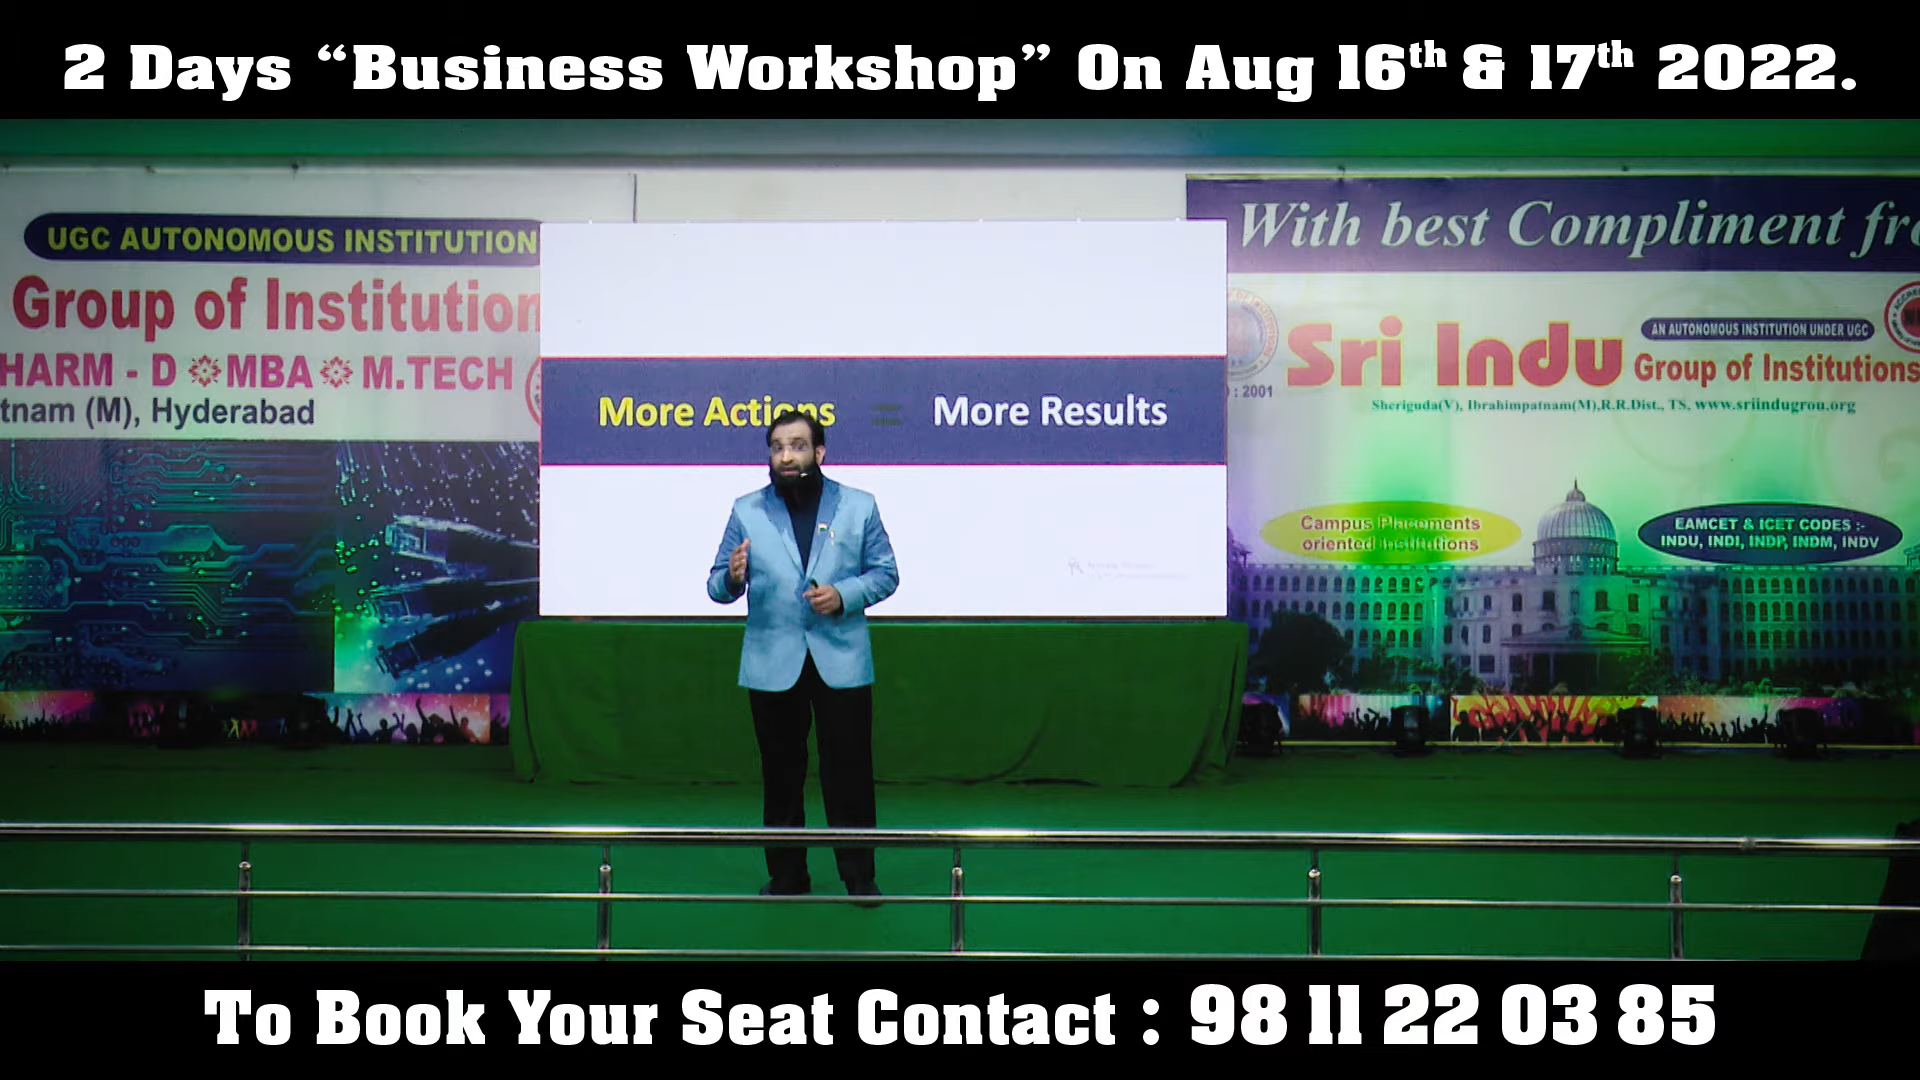 2 Days “Business Workshop” On Aug 16th & 17th 2022.
UGC AUTONOMOUS INSTITUTION
Group of Institution
HARM - D MBA M.TECH
tnam (M), Hyderabad
More Actions = More Results
With best Compliment fr
Sri Indu
AN AUTONOMOUS INSTITUTION UNDER UGC
Group of Institutions
: 2001
Sheriguda(V), Ibrahimpatnam(M),R.R.Dist., TS, www.sriindugrou.org
Campus Placements
oriented institutions
EAMCET & ICET CODES :-
INDU, INDI, INDP, INDM, INDV
To Book Your Seat Contact : 98 11 22 03 85